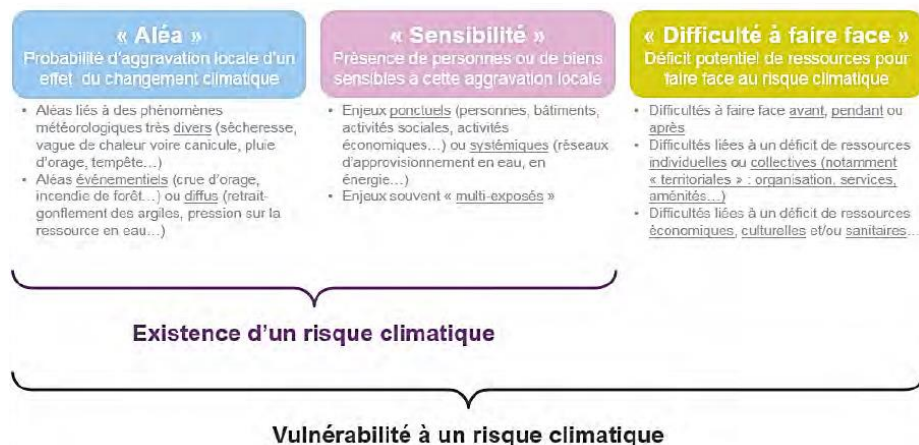 « Aléa »
Probabilité d'aggravation locale d'un
effet du changement climatique
• Aléas liés à des phénomènes
météorologiques très divers (sécheresse,
vague de chaleur voire canicule, pluie
d'orage, tempête…)
• Aléas événementiels (crue d'orage,
incendie de forêt…) ou diffus (retrait-
gonflement des argiles, pression sur la
ressource en eau…)
« Sensibilité »
Présence de personnes ou de biens
sensibles à cette aggravation locale
• Enjeux ponctuels (personnes, bâtiments,
activités sociales, activités
économiques…) ou systémiques (réseaux
d'approvisionnement en eau, en
énergie…)
• Enjeux souvent « multi-exposés »
« Difficulté à faire face »
Déficit potentiel de ressources pour
faire face au risque climatique
• Difficultés à faire face avant, pendant ou
après
• Difficultés liées à un déficit de ressources
individuelles ou collectives (notamment
« territoriales » : organisation, services,
aménités…)
• Difficultés liées à un déficit de ressources
économiques, culturelles et/ou sanitaires…
Existence d'un risque climatique
Vulnérabilité à un risque climatique